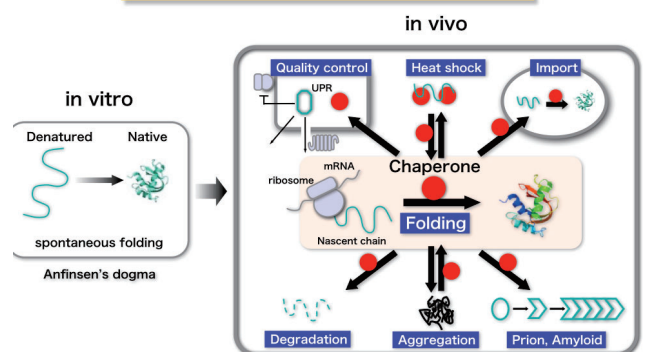 in vivo
Quality control
Heat shock
Import
UPR
in vitro
Denatured
Native
spontaneous folding
Anfinsen's dogma
Chaperone
mRNA
ribosome
Folding
Nascent chain
Degradation
Aggregation
Prion, Amyloid